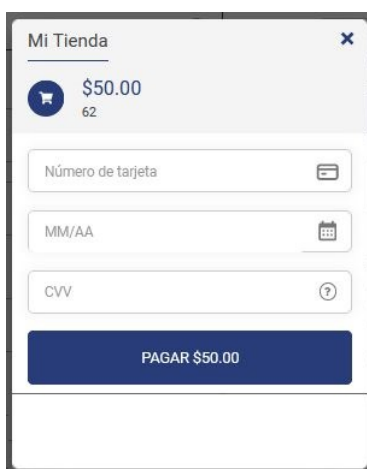 Mi Tienda
$50.00
62
Número de tarjeta
MM/AA
CVV
PAGAR $50.00